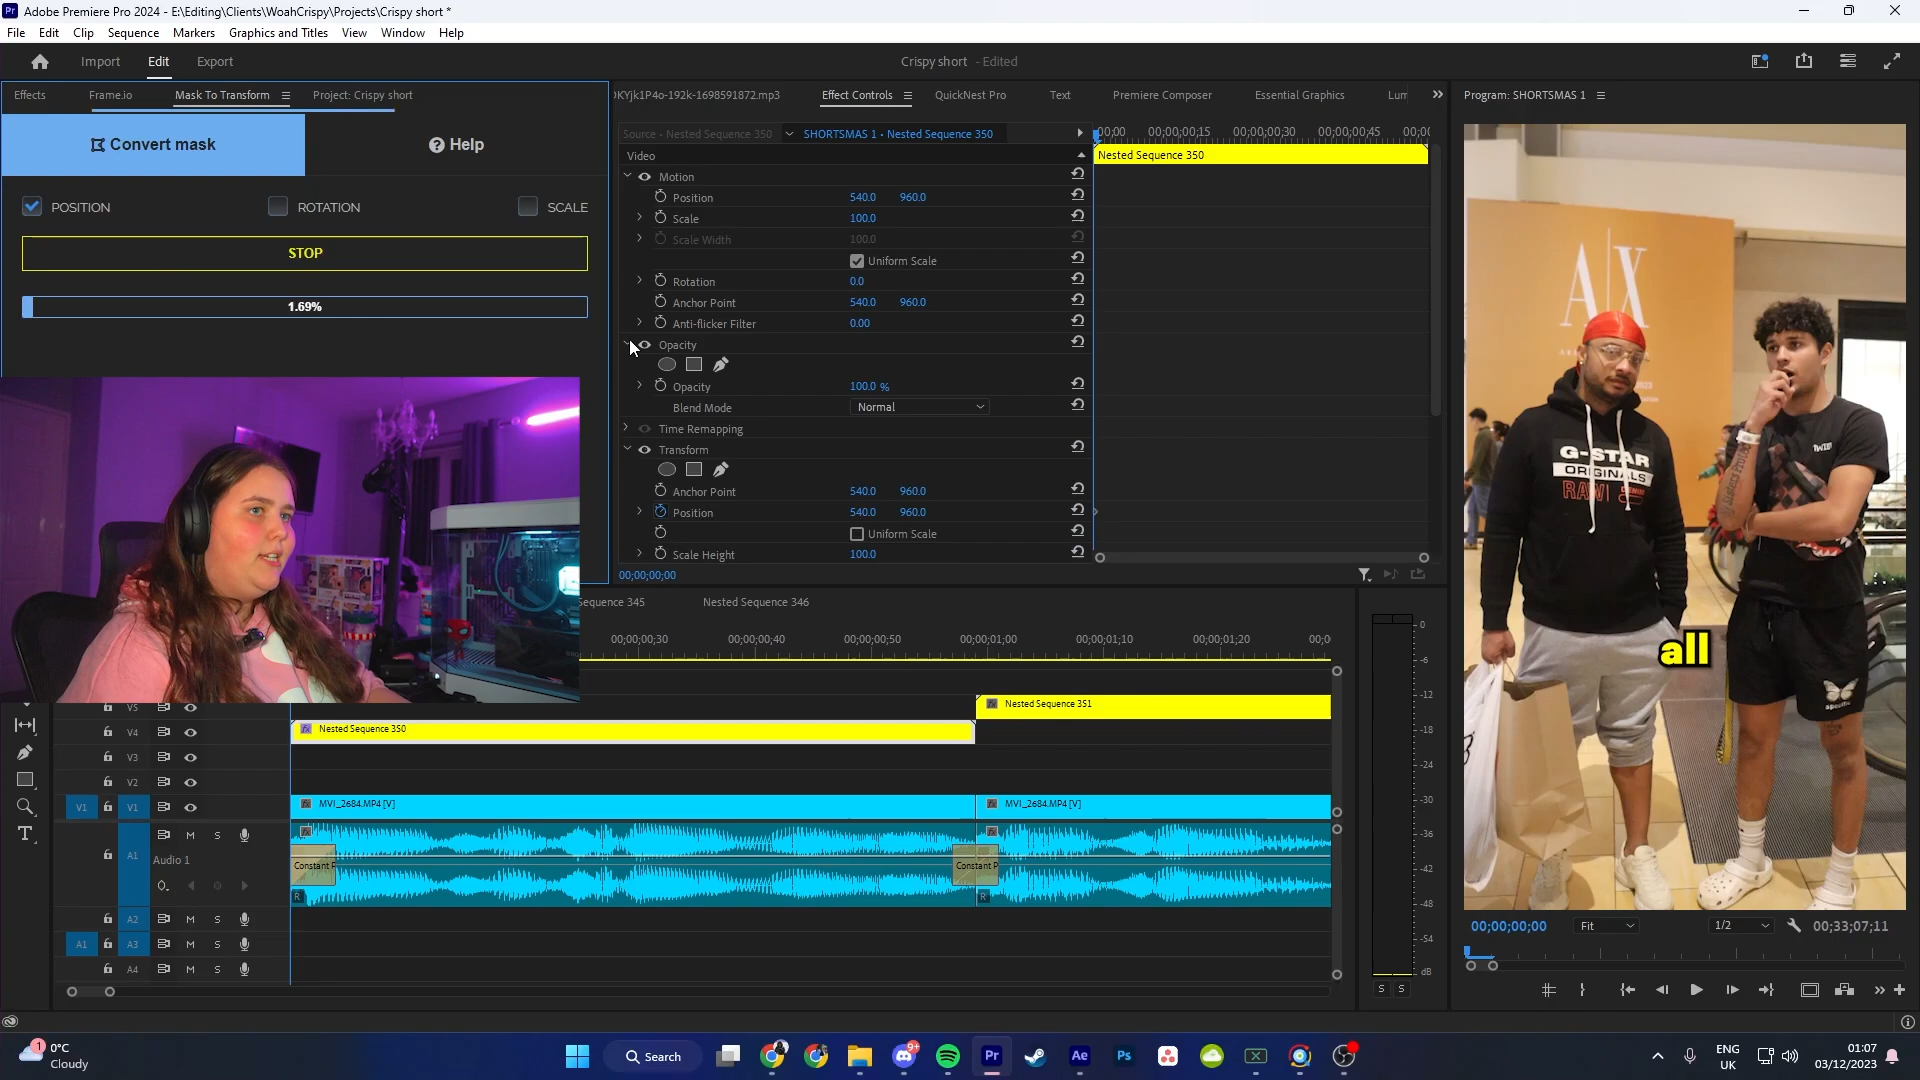 Adobe Premiere Pro 2024 - E:\Editing\Clients\WoahCrispy\Projects\Crispy short *
File Edit Clip Sequence Markers Graphics and Titles View Window Help
Import Edit Export
Crispy short - Edited
Effects Frame.io Mask To Transform Project: Crispy short
Convert mask
Help
POSITION ROTATION SCALE
STOP
1.69%
KYjk1P4o-192k-1698591872.mp3 Effect Controls QuickNest Pro Text Premiere Composer Essential Graphics Lum
Source • Nested Sequence 350 SHORTSMAS 1 • Nested Sequence 350
00;00 00;00;00;15 00;00;00;30 00;00;00;45 00;0
Video
Nested Sequence 350
Motion
Position 540.0 960.0
Scale 100.0
Scale Width 100.0
Uniform Scale
Rotation 0.0
Anchor Point 540.0 960.0
Anti-flicker Filter 0.00
Opacity
Opacity 100.0 %
Blend Mode Normal
Time Remapping
Transform
Anchor Point 540.0 960.0
Position 540.0 960.0
Uniform Scale
Scale Height 100.0
00;00;00;00
Program: SHORTSMAS 1
A|X
G-STAR
ORIGINALS
RAW
all
00;00;00;00 Fit 1/2 00;33;07;11
Sequence 345 Nested Sequence 346
00;00;00;30 00;00;00;40 00;00;00;50 00;00;01;00 00;00;01;10 00;00;01;20 00;0
V5
Nested Sequence 351
V4
Nested Sequence 350
V3
V2
V1 V1
MVI_2684.MP4 [V] MVI_2684.MP4 [V]
A1 M S
Audio 1
Constant P Constant P
R R
A2 M S
A1 A3 M S
A4 M S
0
-6
-12
-18
-24
-30
-36
-42
-48
-54
dB
S S
1
0°C
Cloudy
Search
9+
Pr
Ae
Ps
ENG
UK
01:07
03/12/2023